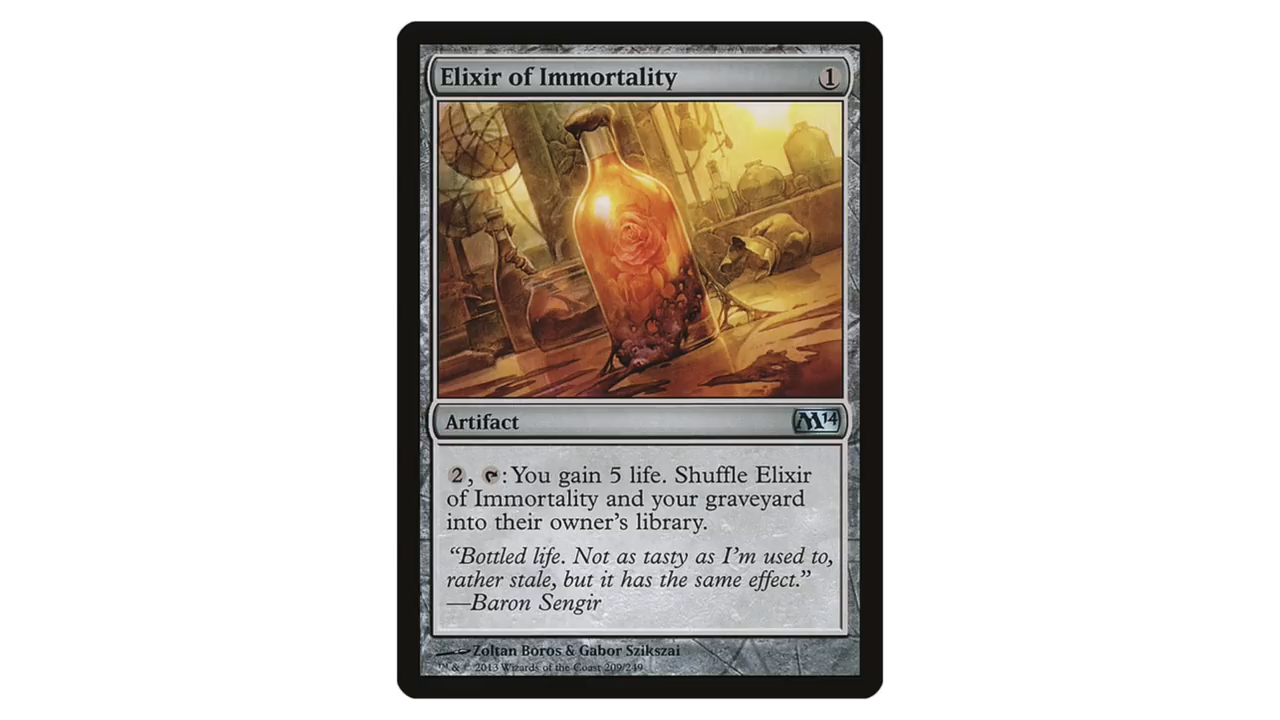 Elixir of Immortality 1
Artifact M14
2, : You gain 5 life. Shuffle Elixir
of Immortality and your graveyard
into their owner's library.
"Bottled life. Not as tasty as I'm used to,
rather stale, but it has the same effect."
—Baron Sengir
Zoltan Boros & Gabor Szikszai
™ & © 2013 Wizards of the Coast 209/249